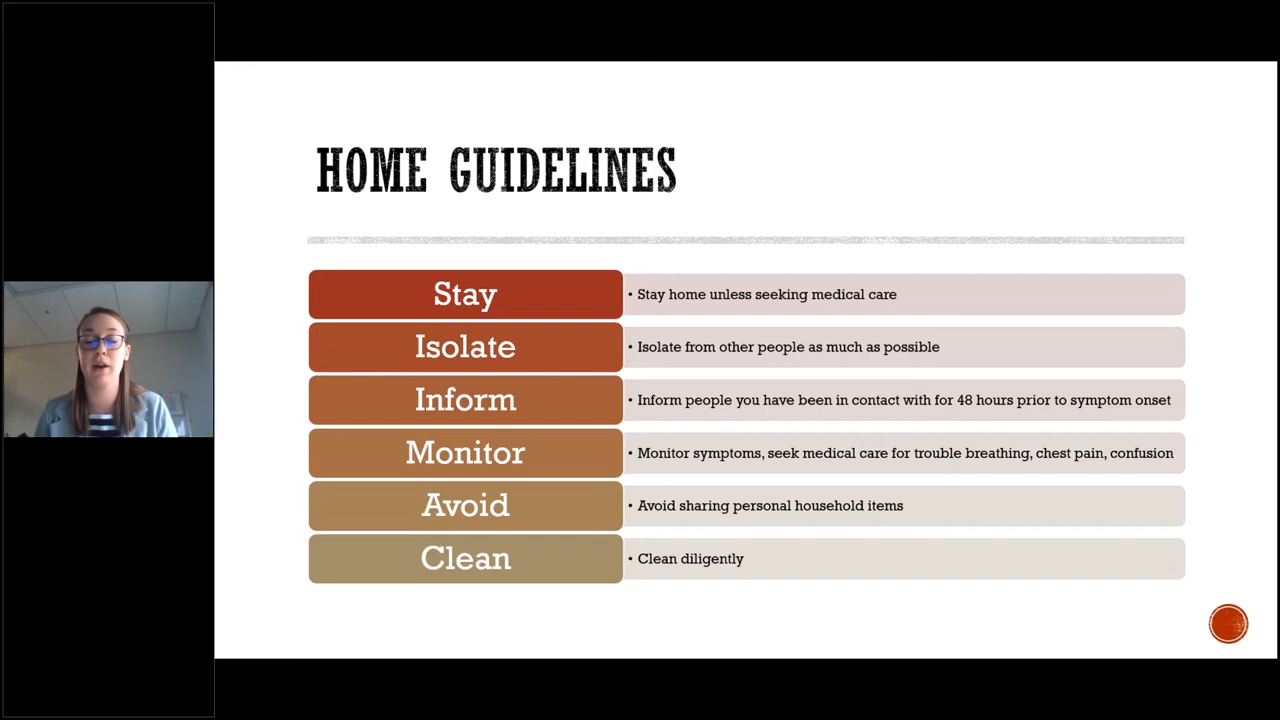 HOME GUIDELINES
Stay
• Stay home unless seeking medical care
Isolate
• Isolate from other people as much as possible
Inform
• Inform people you have been in contact with for 48 hours prior to symptom onset
Monitor
• Monitor symptoms, seek medical care for trouble breathing, chest pain, confusion
Avoid
• Avoid sharing personal household items
Clean
• Clean diligently